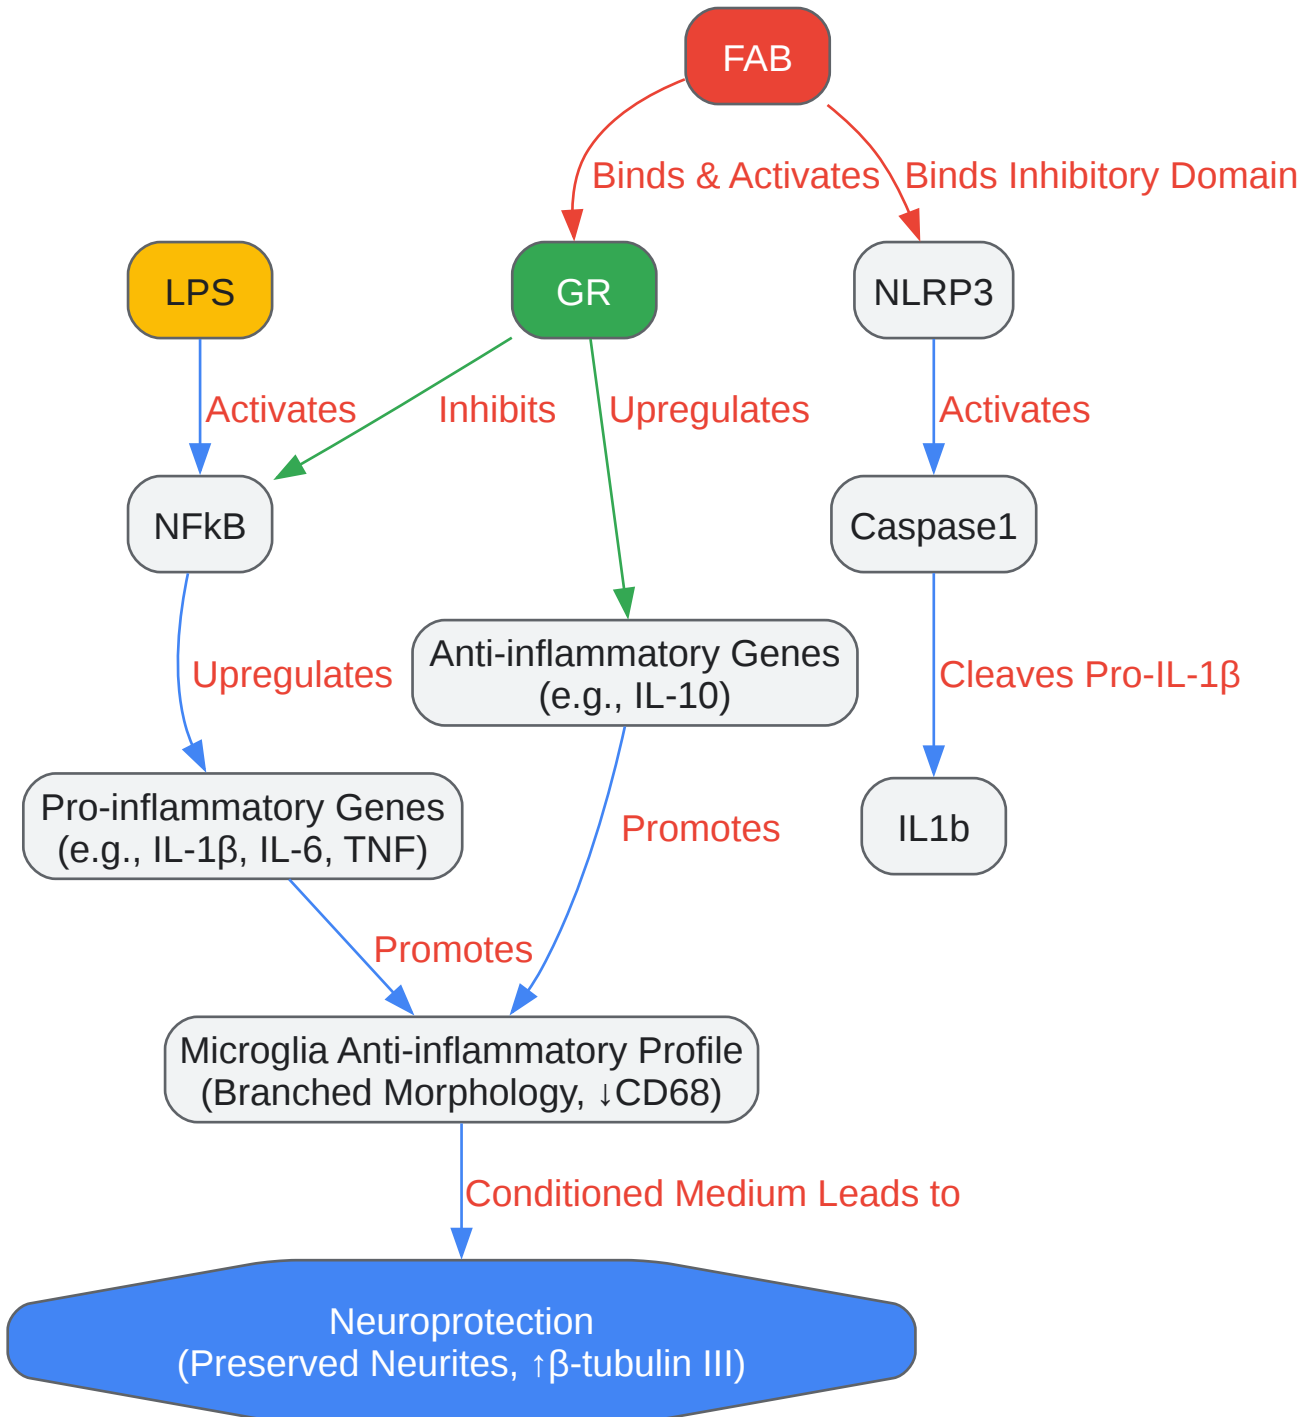 FAB
Binds & Activates
Binds Inhibitory Domain
LPS
GR
NLRP3
Activates
Inhibits
Upregulates
Activates
NFkB
Caspase1
Upregulates
Anti-inflammatory Genes
(e.g., IL-10)
Cleaves Pro-IL-1β
Pro-inflammatory Genes
(e.g., IL-1β, IL-6, TNF)
Promotes
IL1b
Promotes
Microglia Anti-inflammatory Profile
(Branched Morphology, ↓CD68)
Conditioned Medium Leads to
Neuroprotection
(Preserved Neurites, ↑β-tubulin III)